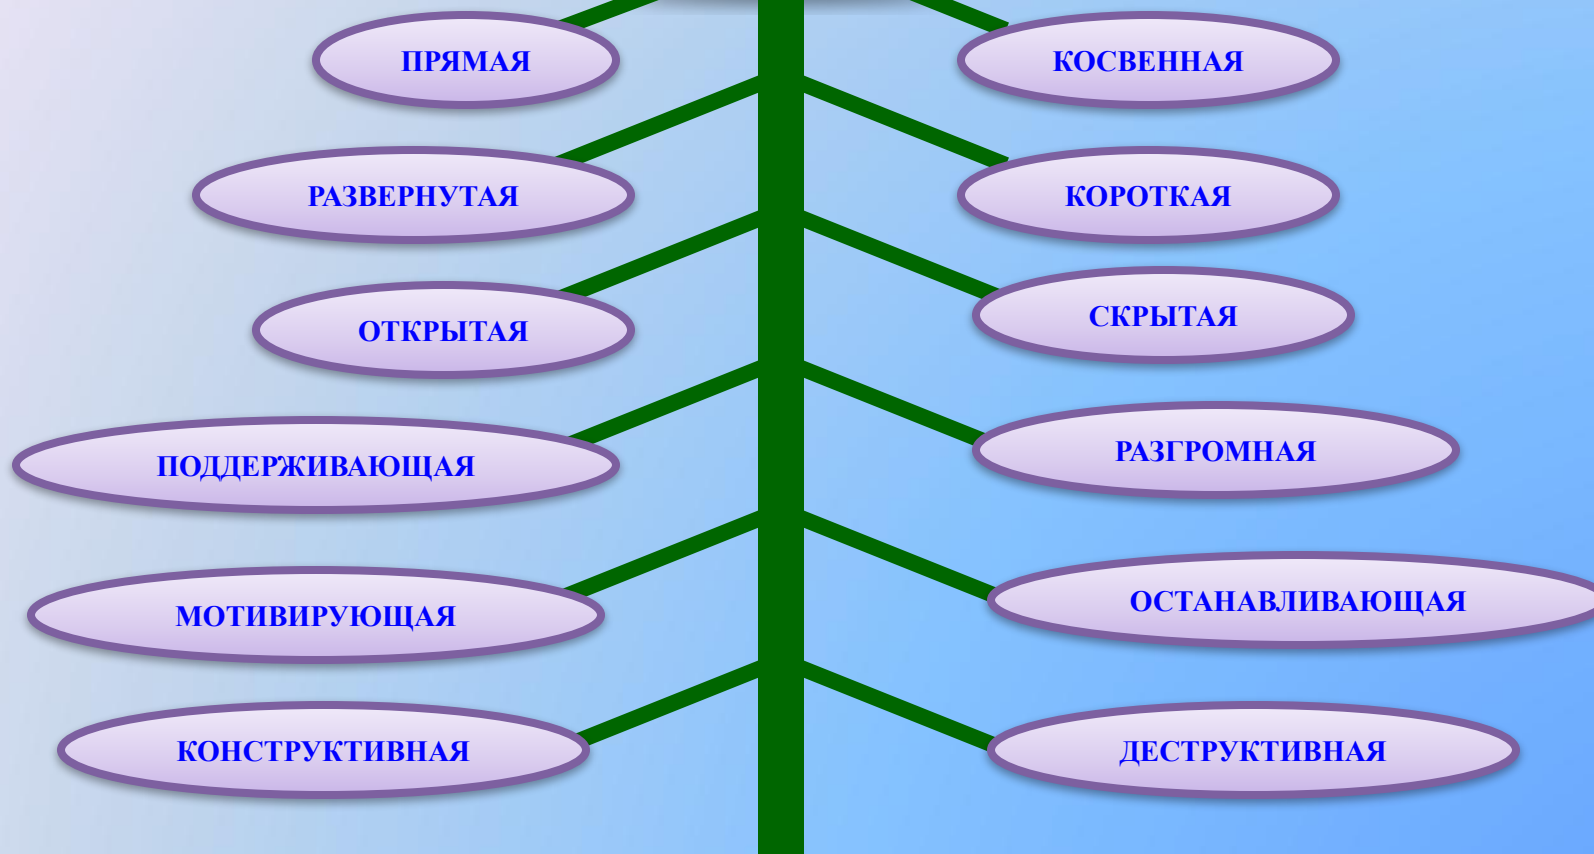 ПРЯМАЯ
КОСВЕННАЯ
РАЗВЕРНУТАЯ
КОРОТКАЯ
ОТКРЫТАЯ
СКРЫТАЯ
ПОДДЕРЖИВАЮЩАЯ
РАЗГРОМНАЯ
МОТИВИРУЮЩАЯ
ОСТАНАВЛИВАЮЩАЯ
КОНСТРУКТИВНАЯ
ДЕСТРУКТИВНАЯ